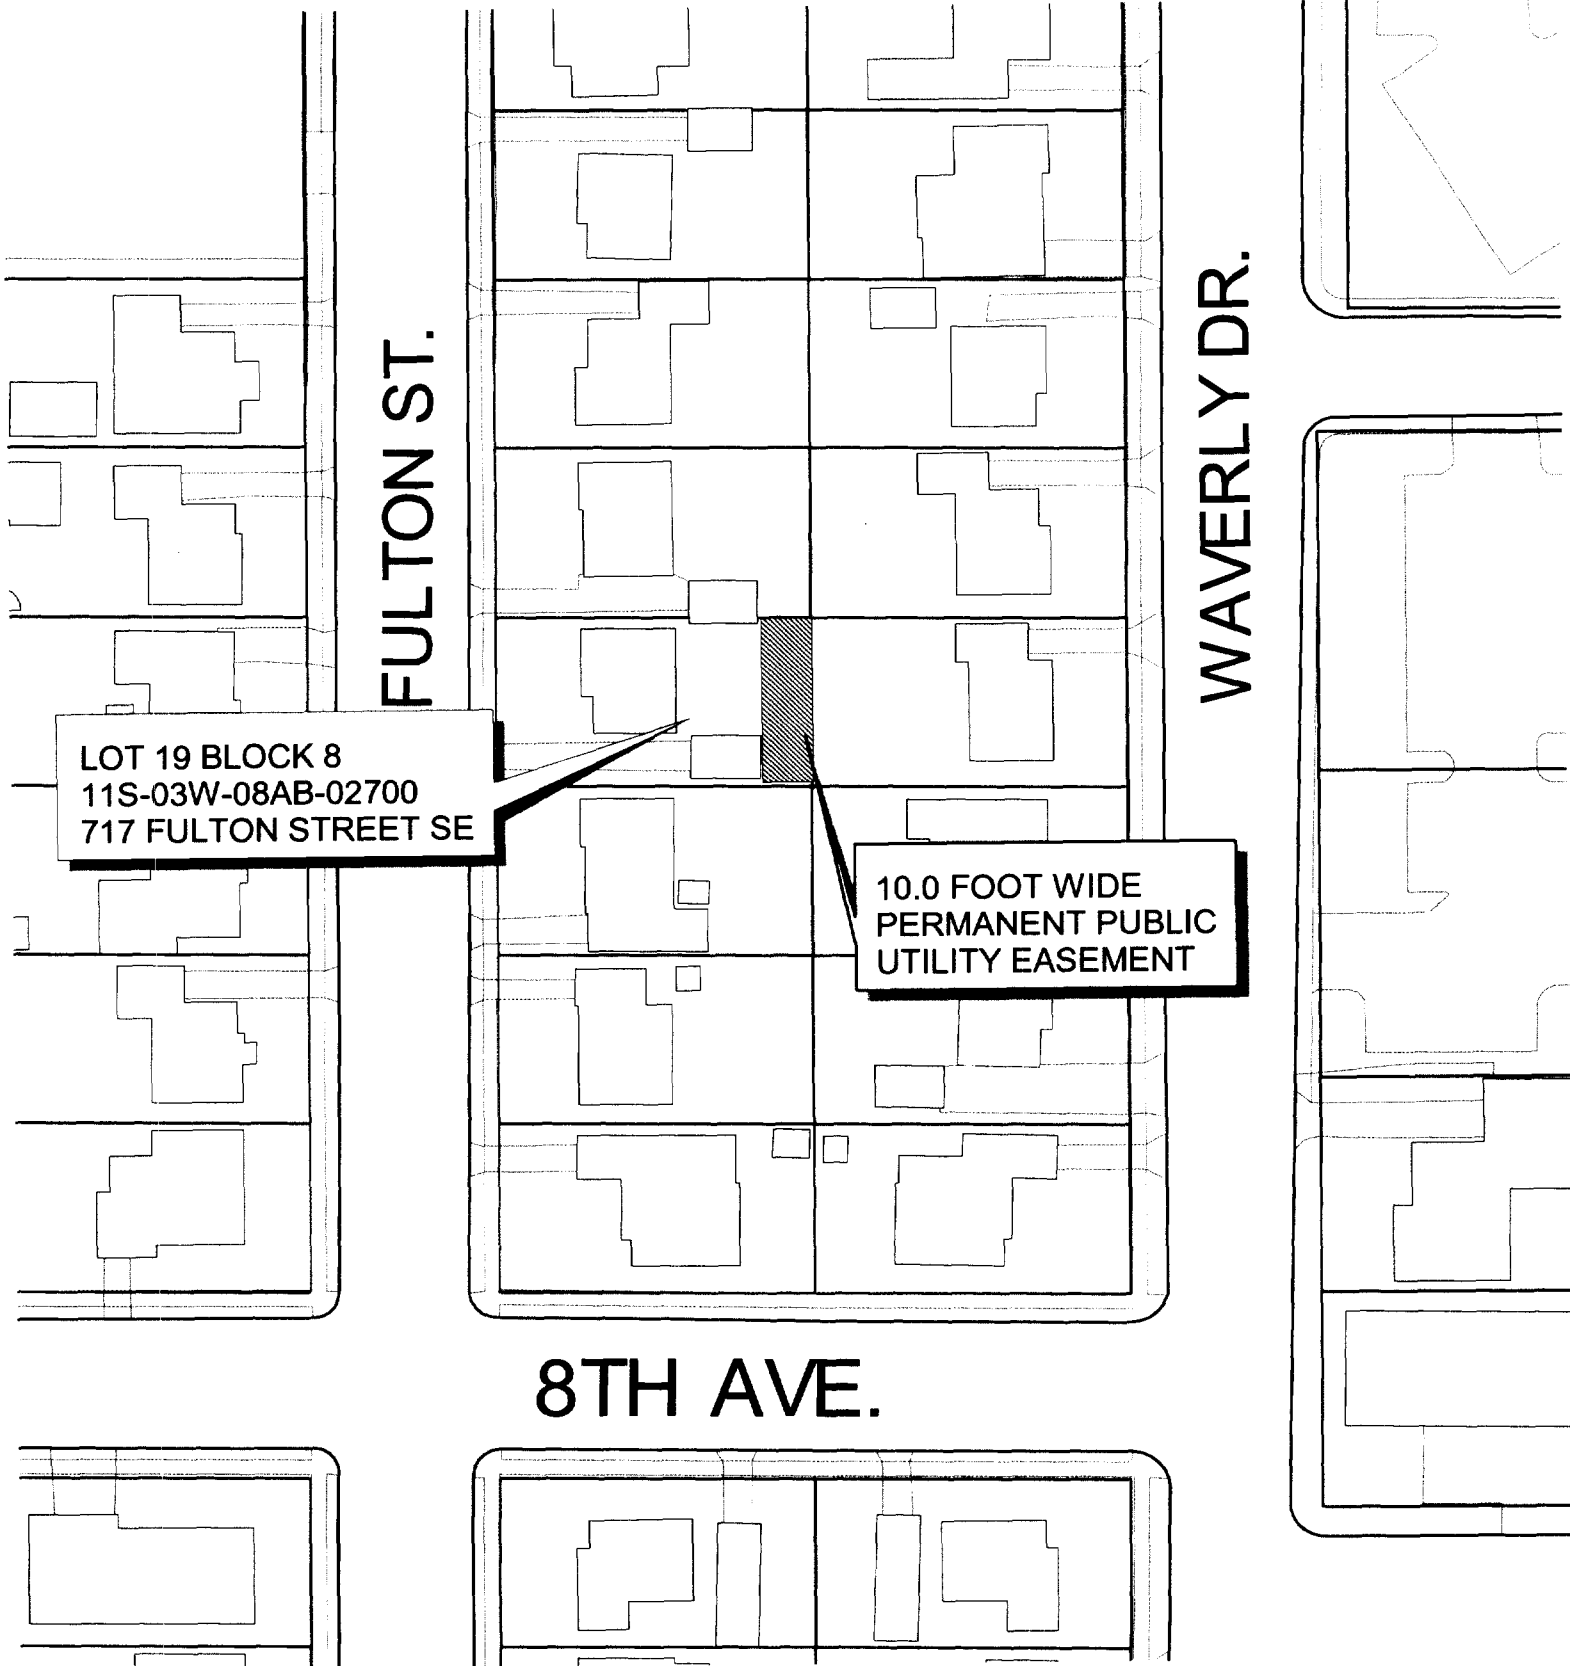 FULTON ST.
WAVERLY DR.
LOT 19 BLOCK 8
11S-03W-08AB-02700
717 FULTON STREET SE
10.0 FOOT WIDE
PERMANENT PUBLIC
UTILITY EASEMENT
8TH AVE.